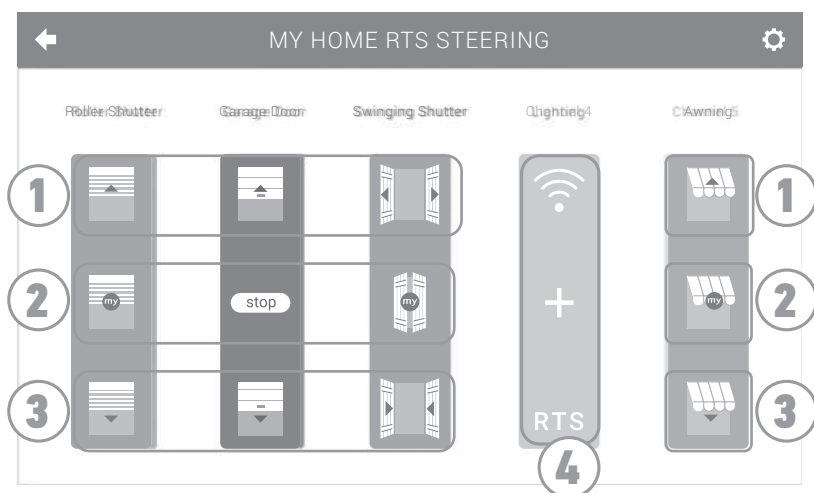 MY HOME RTS STEERING
Roller Shutter Garage Door Swinging Shutter Lighting Awning
1 1
my stop my my
2 2
3 3
RTS
4